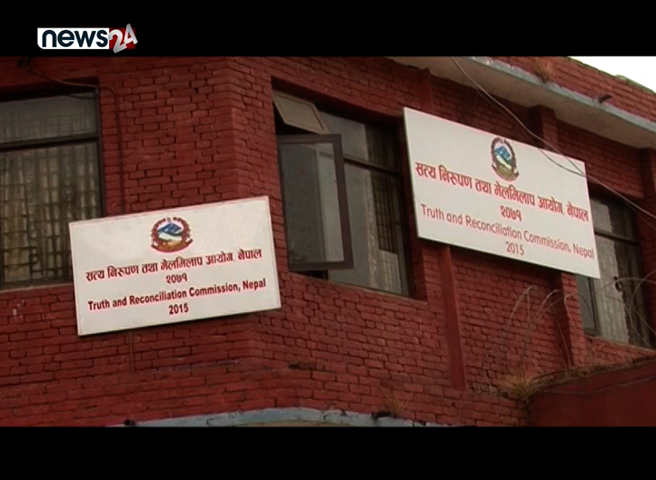 news24
सत्य निरुपण तथा मेलमिलाप आयोग, नेपाल
२०७१
Truth and Reconciliation Commission, Nepal
2015
सत्य निरुपण तथा मेलमिलाप आयोग, नेपाल
२०७१
Truth and Reconciliation Commission, Nepal
2015